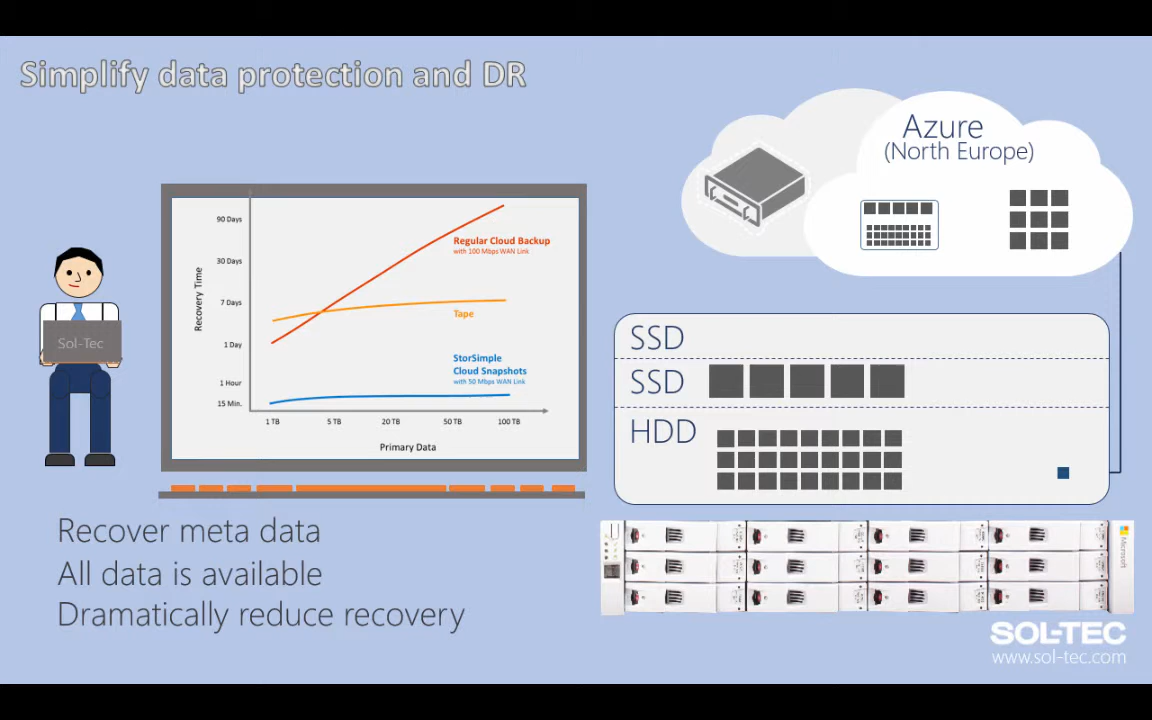 Simplify data protection and DR
Azure
(North Europe)
90 Days
30 Days
7 Days
1 Day
1 Hour
15 Min.
Recovery Time
Regular Cloud Backup
with 100 Mbps WAN Link
Tape
StorSimple
Cloud Snapshots
with 50 Mbps WAN Link
1 TB
5 TB
20 TB
50 TB
100 TB
Primary Data
Sol-Tec
SSD
SSD
HDD
Recover meta data
All data is available
Dramatically reduce recovery
Microsoft
SOL-TEC
www.sol-tec.com